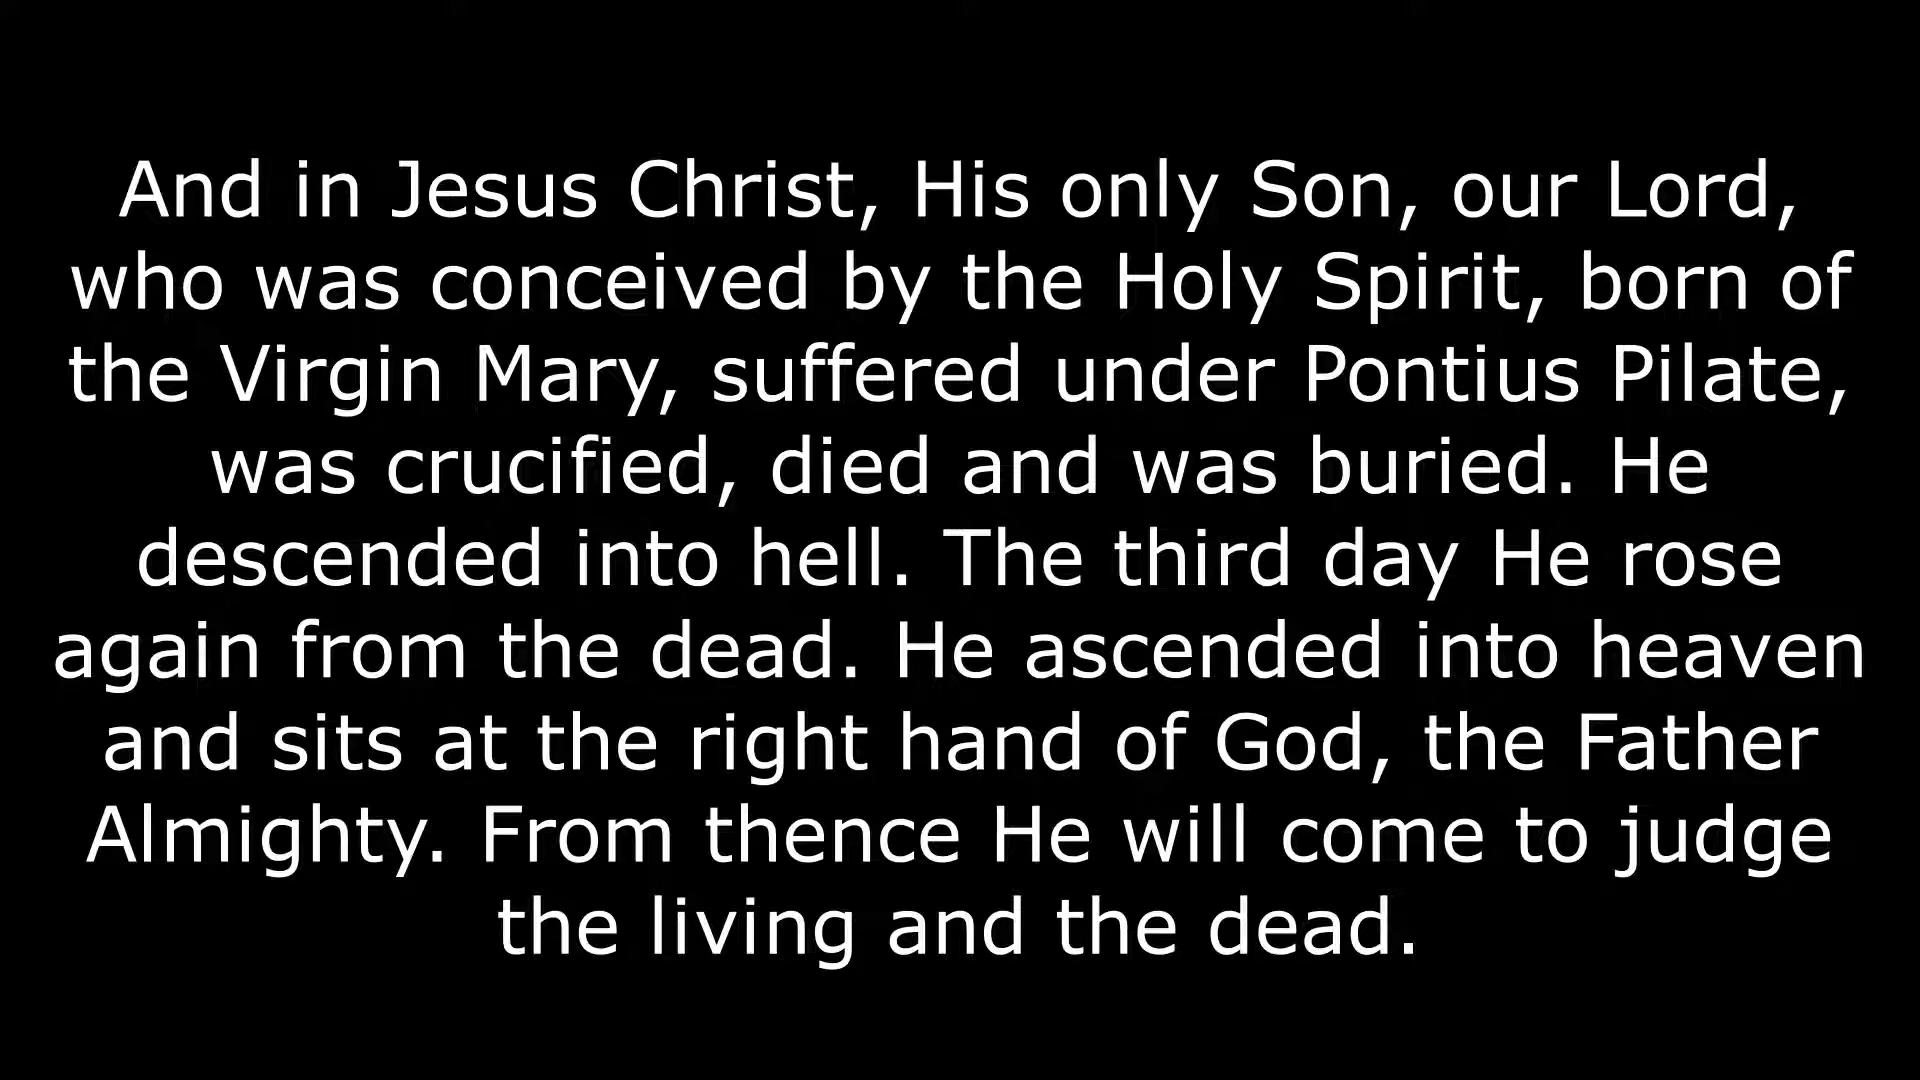 And in Jesus Christ, His only Son, our Lord,
who was conceived by the Holy Spirit, born of
the Virgin Mary, suffered under Pontius Pilate,
was crucified, died and was buried. He
descended into hell. The third day He rose
again from the dead. He ascended into heaven
and sits at the right hand of God, the Father
Almighty. From thence He will come to judge
the living and the dead.